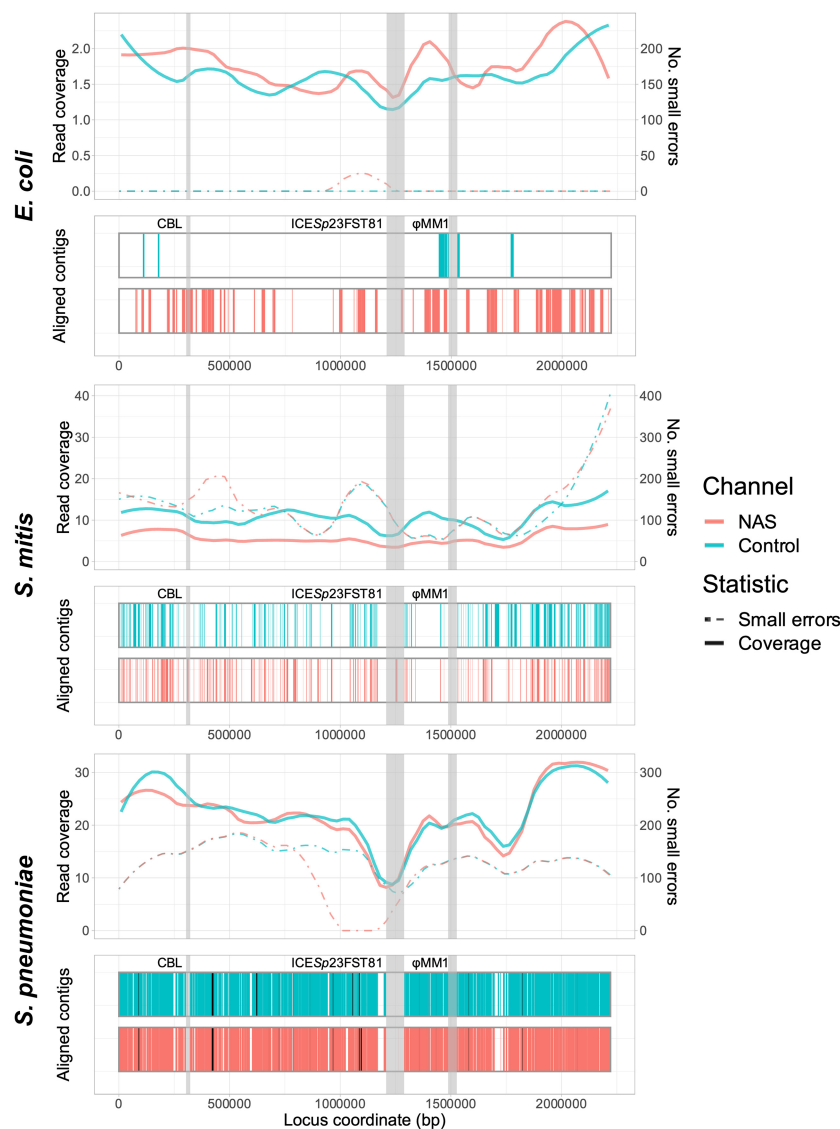 E. coli
Read coverage
2.0
1.5
1.0
0.5
0.0
No. small errors
200
150
100
50
0
Aligned contigs
CBL ICESp23FST81 φMM1
0 500000 1000000 1500000 2000000
S. mitis
Read coverage
40
30
20
10
0
No. small errors
400
300
200
100
0
Aligned contigs
CBL ICESp23FST81 φMM1
0 500000 1000000 1500000 2000000
S. pneumoniae
Read coverage
30
20
10
0
No. small errors
300
200
100
0
Aligned contigs
CBL ICESp23FST81 φMM1
0 500000 1000000 1500000 2000000
Locus coordinate (bp)
Channel
NAS
Control
Statistic
Small errors
Coverage